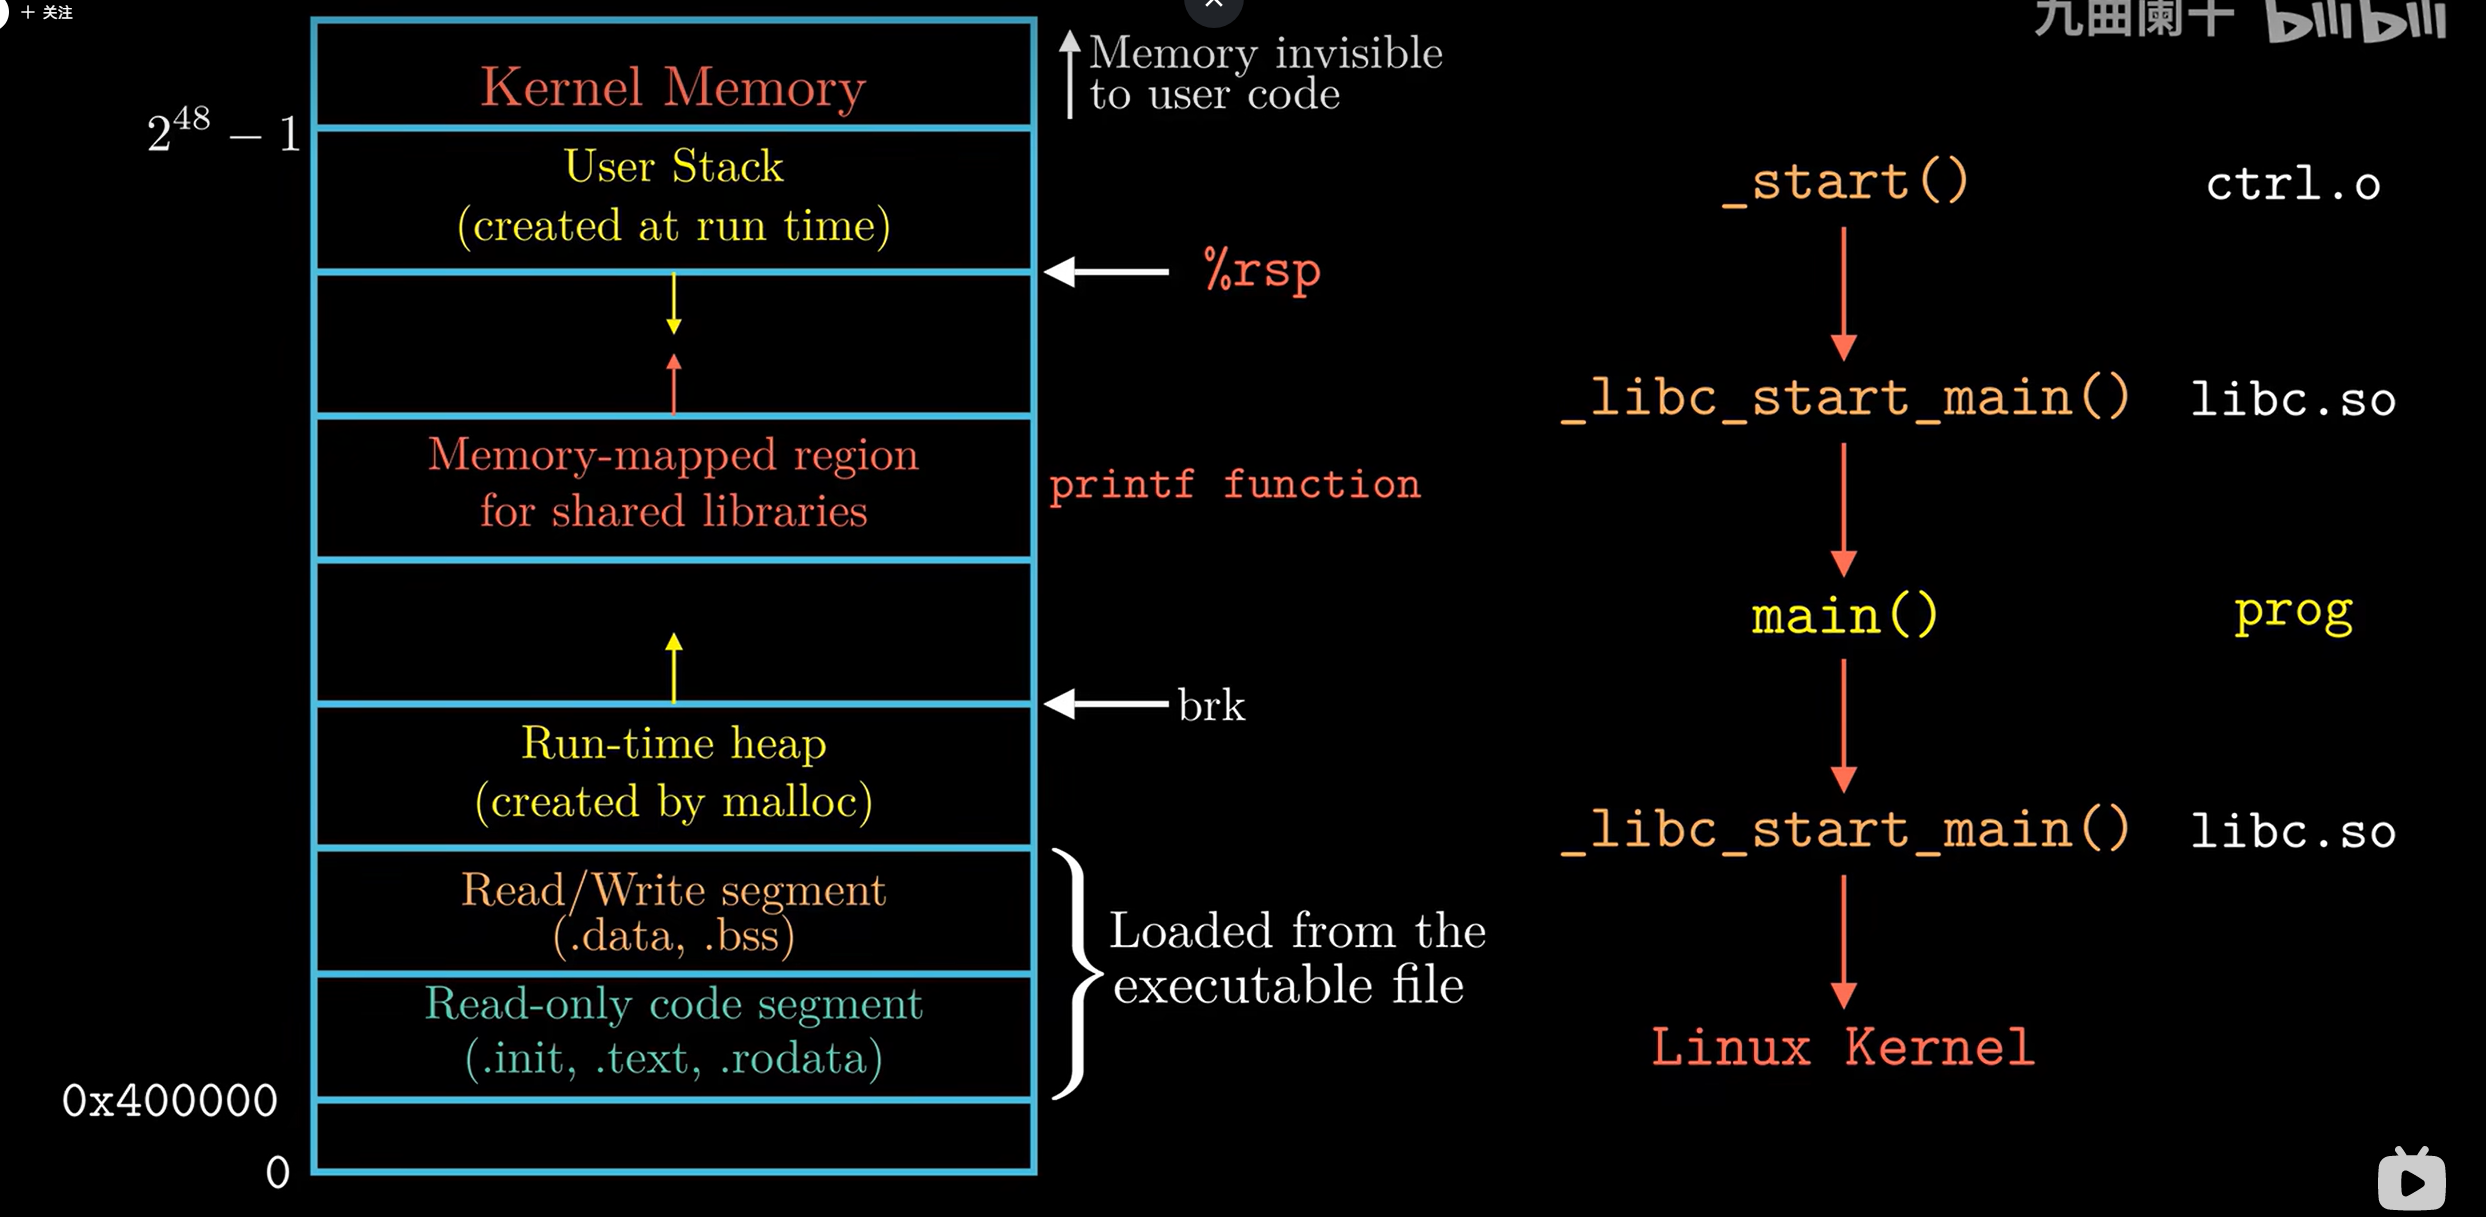 关注
九曲阑干 bilibili
Kernel Memory
Memory invisible
to user code
2^48 − 1
User Stack
(created at run time)
%rsp
Memory-mapped region
for shared libraries
printf function
brk
Run-time heap
(created by malloc)
Read/Write segment
(.data, .bss)
Loaded from the
executable file
Read-only code segment
(.init, .text, .rodata)
0x400000
0
_start() ctrl.o
_libc_start_main() libc.so
main() prog
_libc_start_main() libc.so
Linux Kernel